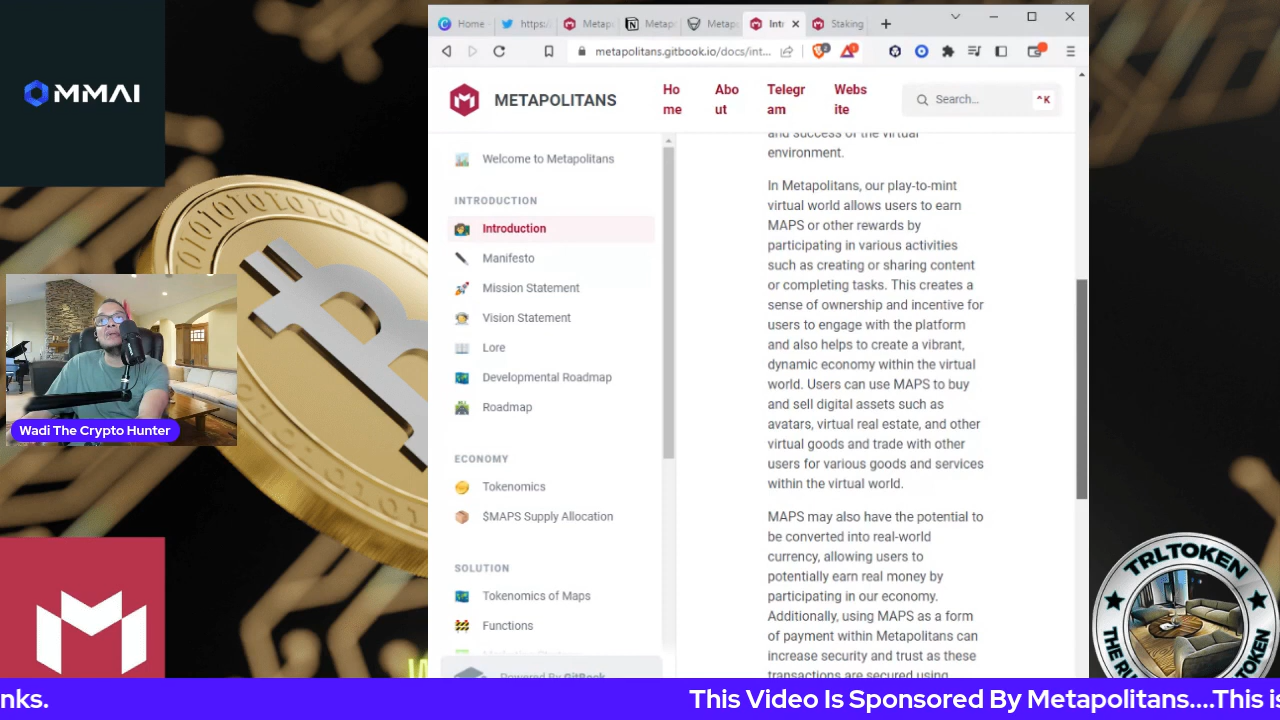 MMAI
Wadi The Crypto Hunter
Home
https:/
Metap
Metap
Metap
Int
Staking
metapolitans.gitbook.io/docs/int...
METAPOLITANS
Ho
me
Abo
ut
Telegr
am
Webs
ite
Search...
^K
Welcome to Metapolitans
INTRODUCTION
Introduction
Manifesto
Mission Statement
Vision Statement
Lore
Developmental Roadmap
Roadmap
ECONOMY
Tokenomics
$MAPS Supply Allocation
SOLUTION
Tokenomics of Maps
Functions
Powered By GitBook
and success of the virtual
environment.
In Metapolitans, our play-to-mint
virtual world allows users to earn
MAPS or other rewards by
participating in various activities
such as creating or sharing content
or completing tasks. This creates a
sense of ownership and incentive for
users to engage with the platform
and also helps to create a vibrant,
dynamic economy within the virtual
world. Users can use MAPS to buy
and sell digital assets such as
avatars, virtual real estate, and other
virtual goods and trade with other
users for various goods and services
within the virtual world.
MAPS may also have the potential to
be converted into real-world
currency, allowing users to
potentially earn real money by
participating in our economy.
Additionally, using MAPS as a form
of payment within Metapolitans can
increase security and trust as these
transactions are secured using
TRLTOKEN
nks.
This Video Is Sponsored By Metapolitans....This is